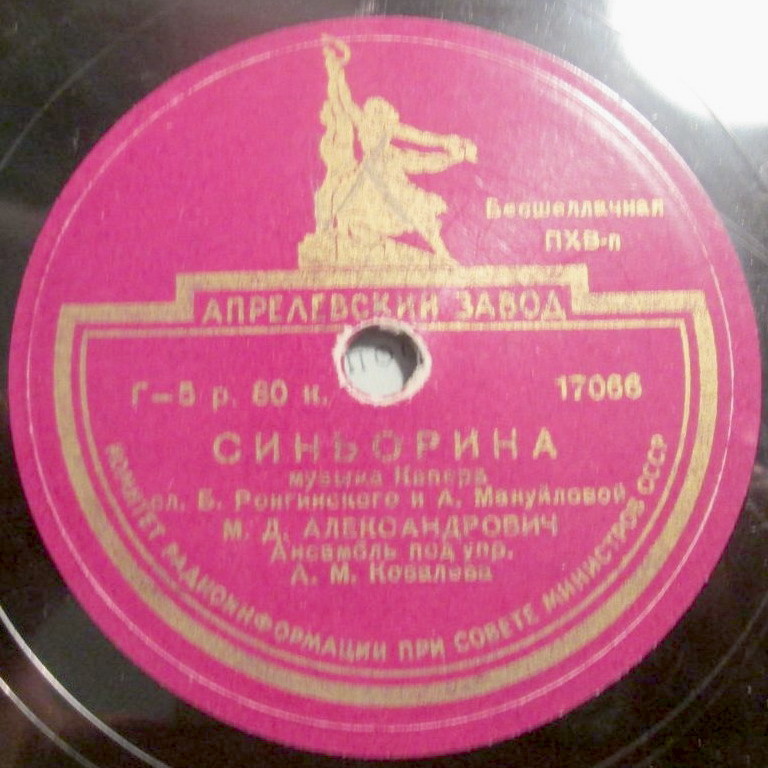 Бесшеллачная
ПХВ-п
АПРЕЛЕВСКИЙ ЗАВОД
Г–5 р. 80 к.
17066
СИНЬОРИНА
музыка Капера
сл. Б. Ронгинского и А. Мануйловой
М. Д. АЛЕКСАНДРОВИЧ
Ансамбль под упр.
А. М. Ковалева
КОМИТЕТ РАДИОИНФОРМАЦИИ ПРИ СОВЕТЕ МИНИСТРОВ СССР